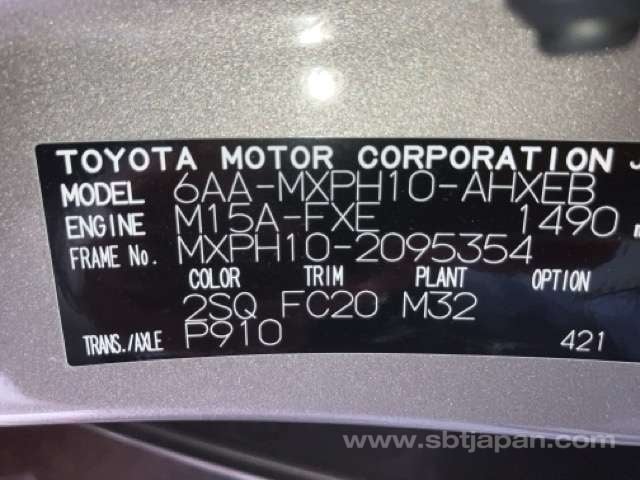 TOYOTA MOTOR CORPORATION J
MODEL 6AA-MXPH10-AHXEB
ENGINE M15A-FXE 1490
FRAME No. MXPH10-2095354
COLOR TRIM PLANT OPTION
2SQ FC20 M32
TRANS./AXLE P910 421
www.sbtjapan.com